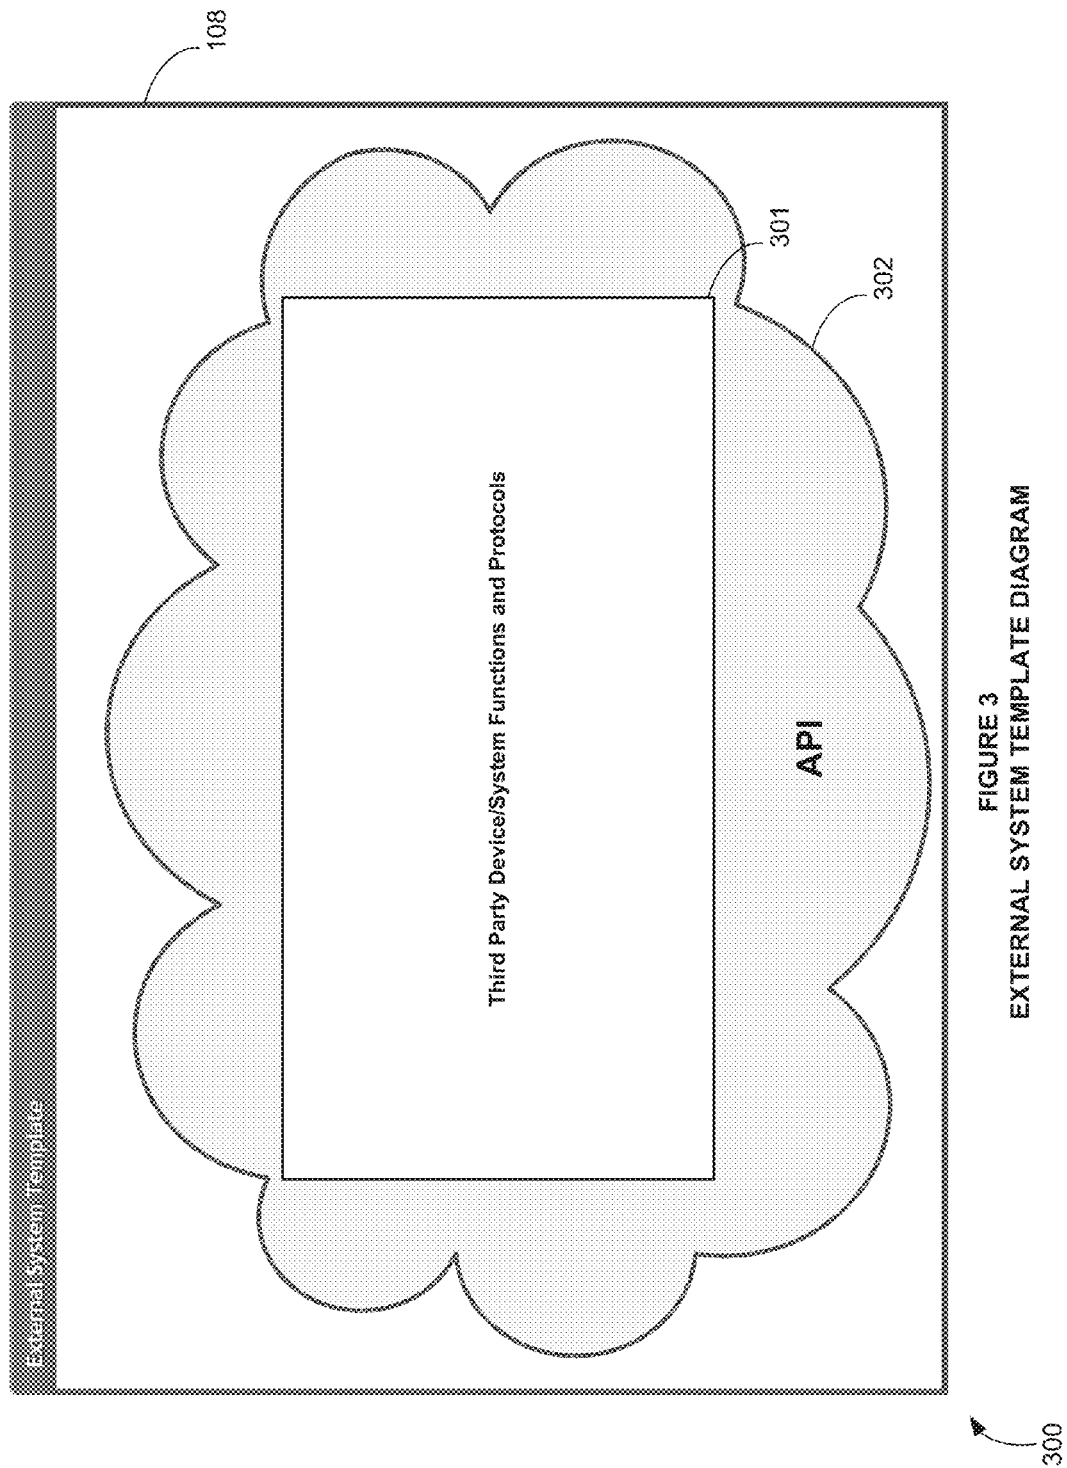 External System Template
108
Third Party Device/System Functions and Protocols
301
302
API
FIGURE 3
EXTERNAL SYSTEM TEMPLATE DIAGRAM
300